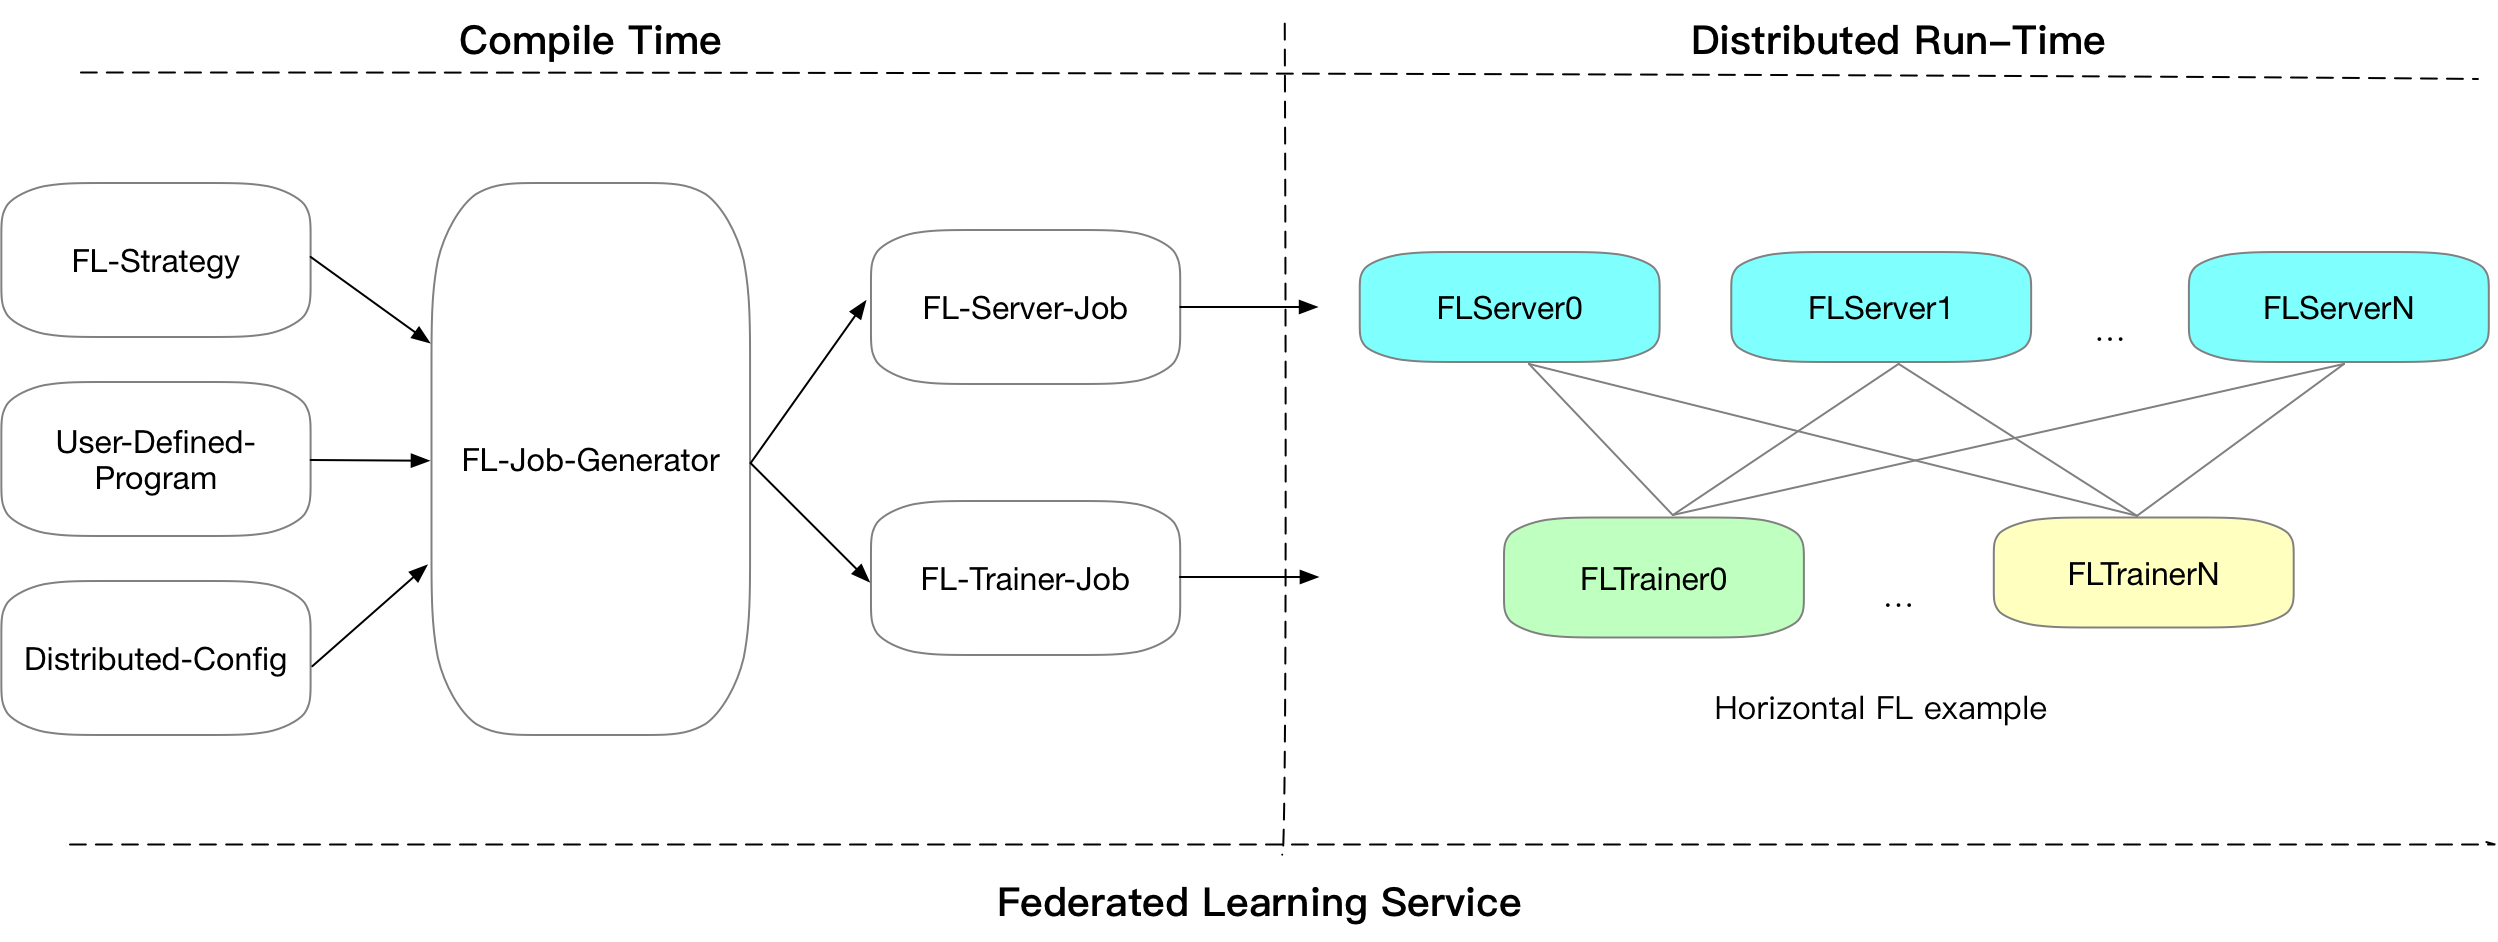 Compile Time
Distributed Run-Time
FL-Strategy
User-Defined-
Program
Distributed-Config
FL-Job-Generator
FL-Server-Job
FL-Trainer-Job
FLServer0
FLServer1
...
FLServerN
FLTrainer0
...
FLTrainerN
Horizontal FL example
Federated Learning Service